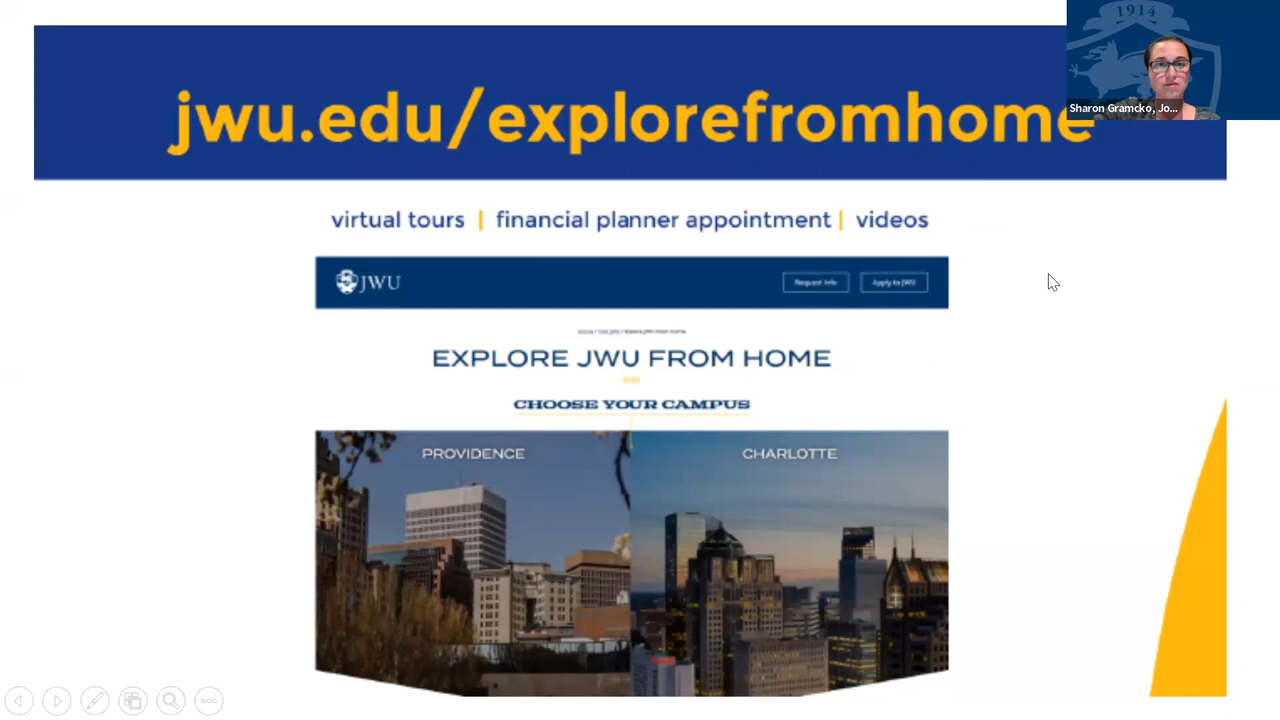 1914
Sharon Gramcko, Jo...
jwu.edu/explorefromhome
virtual tours | financial planner appointment | videos
JWU
Request Info
Apply to JWU
EXPLORE JWU FROM HOME
CHOOSE YOUR CAMPUS
PROVIDENCE
CHARLOTTE